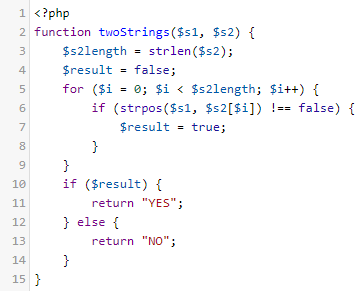 1 <?php
2 function twoStrings($s1, $s2) {
3     $s2length = strlen($s2);
4     $result = false;
5     for ($i = 0; $i < $s2length; $i++) {
6         if (strpos($s1, $s2[$i]) !== false) {
7             $result = true;
8         }
9     }
10     if ($result) {
11         return "YES";
12     } else {
13         return "NO";
14     }
15 }